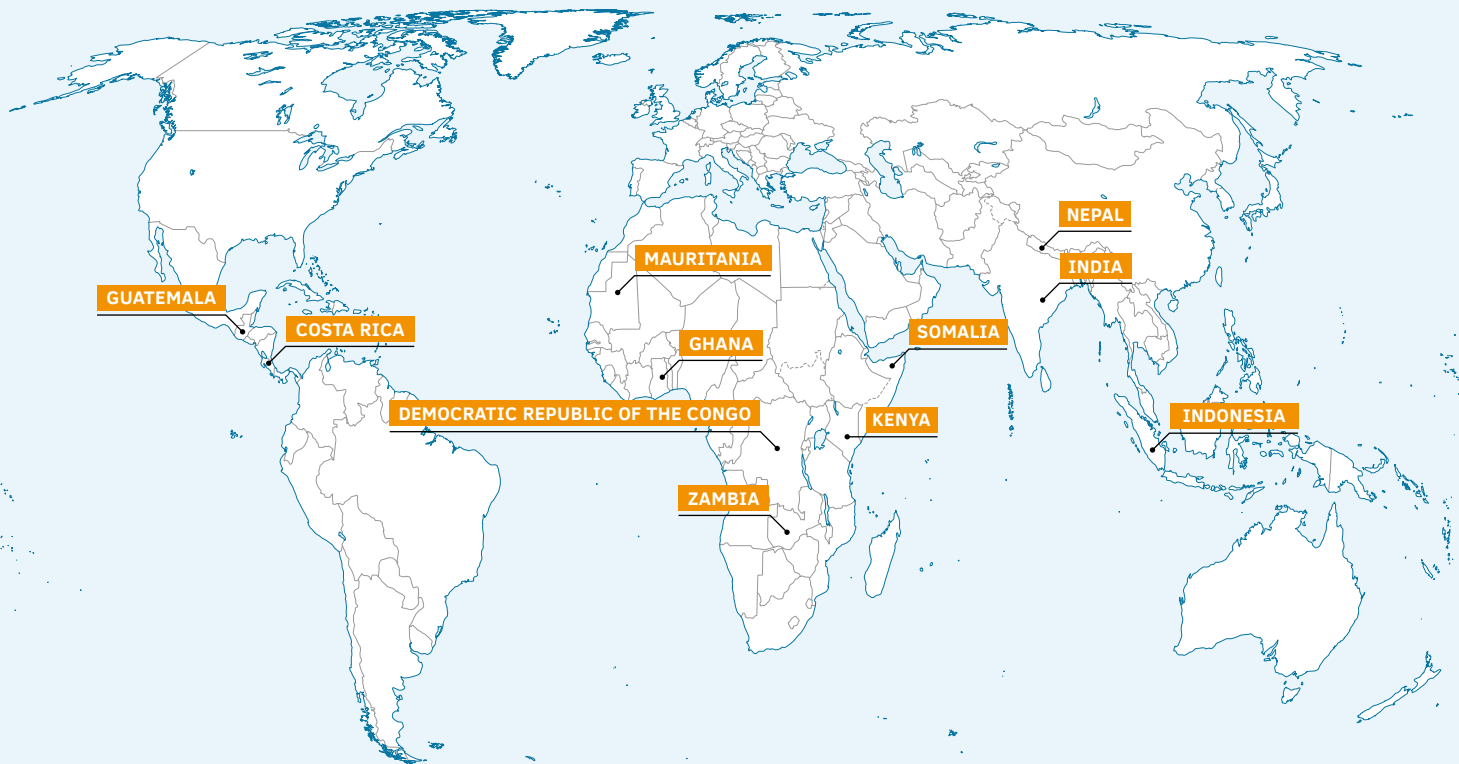 NEPAL
MAURITANIA
INDIA
GUATEMALA
COSTA RICA
SOMALIA
GHANA
DEMOCRATIC REPUBLIC OF THE CONGO
KENYA
INDONESIA
ZAMBIA